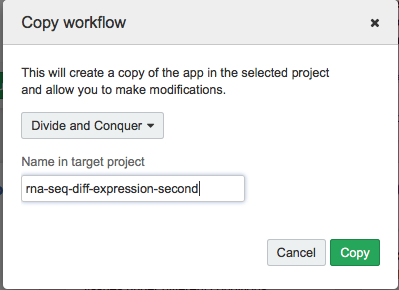 Copy workflow
This will create a copy of the app in the selected project
and allow you to make modifications.
Divide and Conquer
Name in target project
rna-seq-diff-expression-second
Cancel Copy